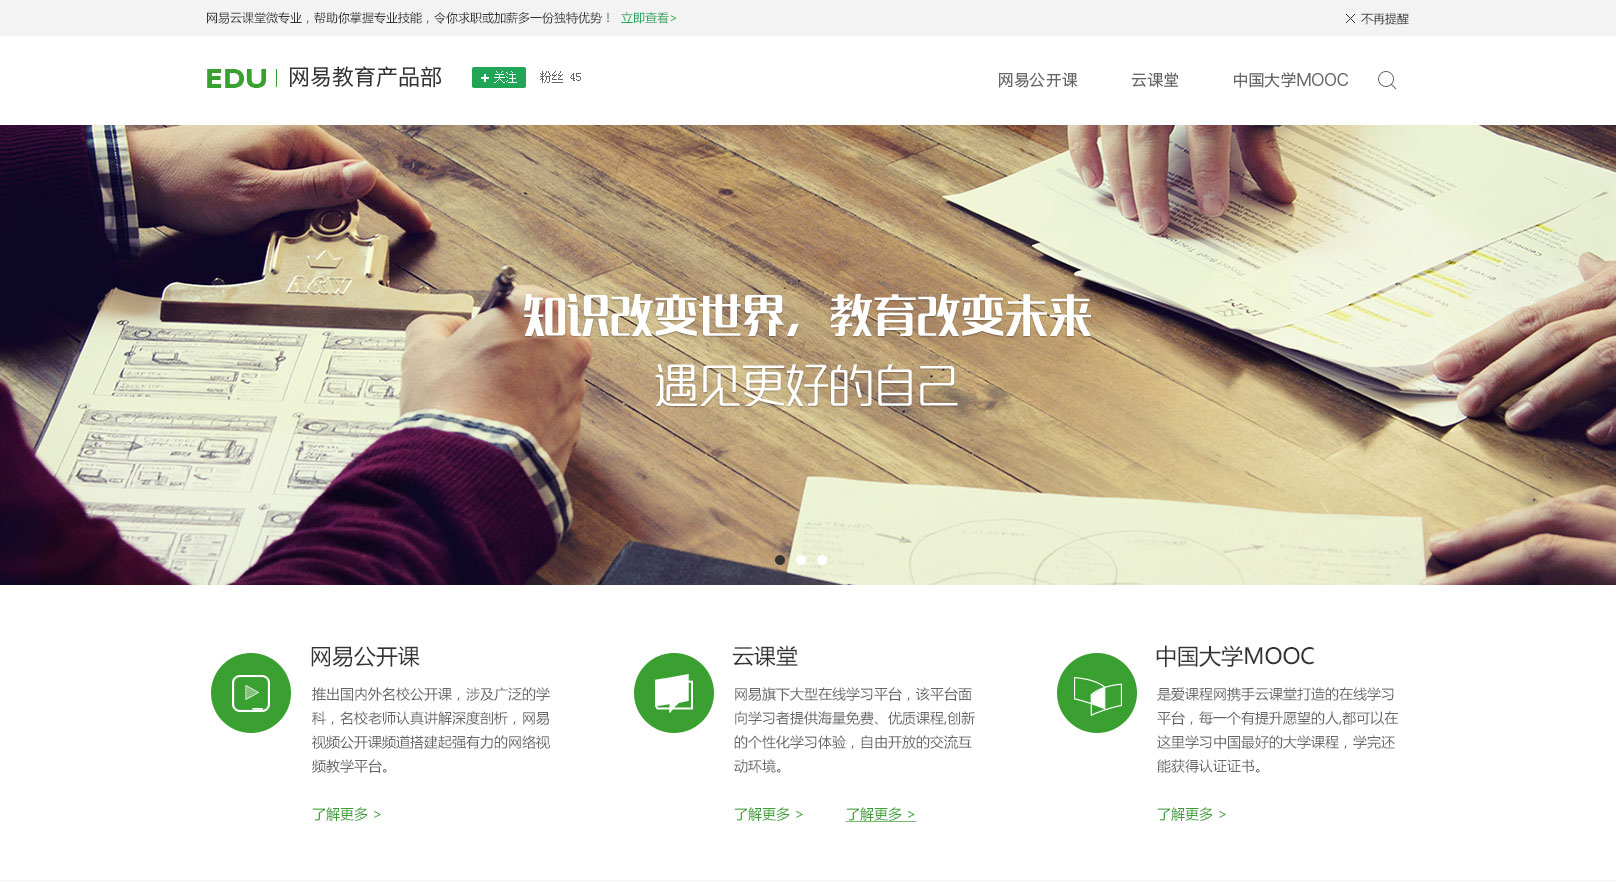 网易云课堂微专业，帮助你掌握专业技能，令你求职或加薪多一份独特优势！ 立即查看>
× 不再提醒
EDU | 网易教育产品部
+ 关注
粉丝 45
网易公开课
云课堂
中国大学MOOC
A&W
知识改变世界，教育改变未来
遇见更好的自己
网易公开课
推出国内外名校公开课，涉及广泛的学
科，名校老师认真讲解深度剖析，网易
视频公开课频道搭建起强有力的网络视
频教学平台。
了解更多 >
云课堂
网易旗下大型在线学习平台，该平台面
向学习者提供海量免费、优质课程,创新
的个性化学习体验，自由开放的交流互
动环境。
了解更多 >
了解更多 >
中国大学MOOC
是爱课程网携手云课堂打造的在线学习
平台，每一个有提升愿望的人,都可以在
这里学习中国最好的大学课程，学完还
能获得认证证书。
了解更多 >